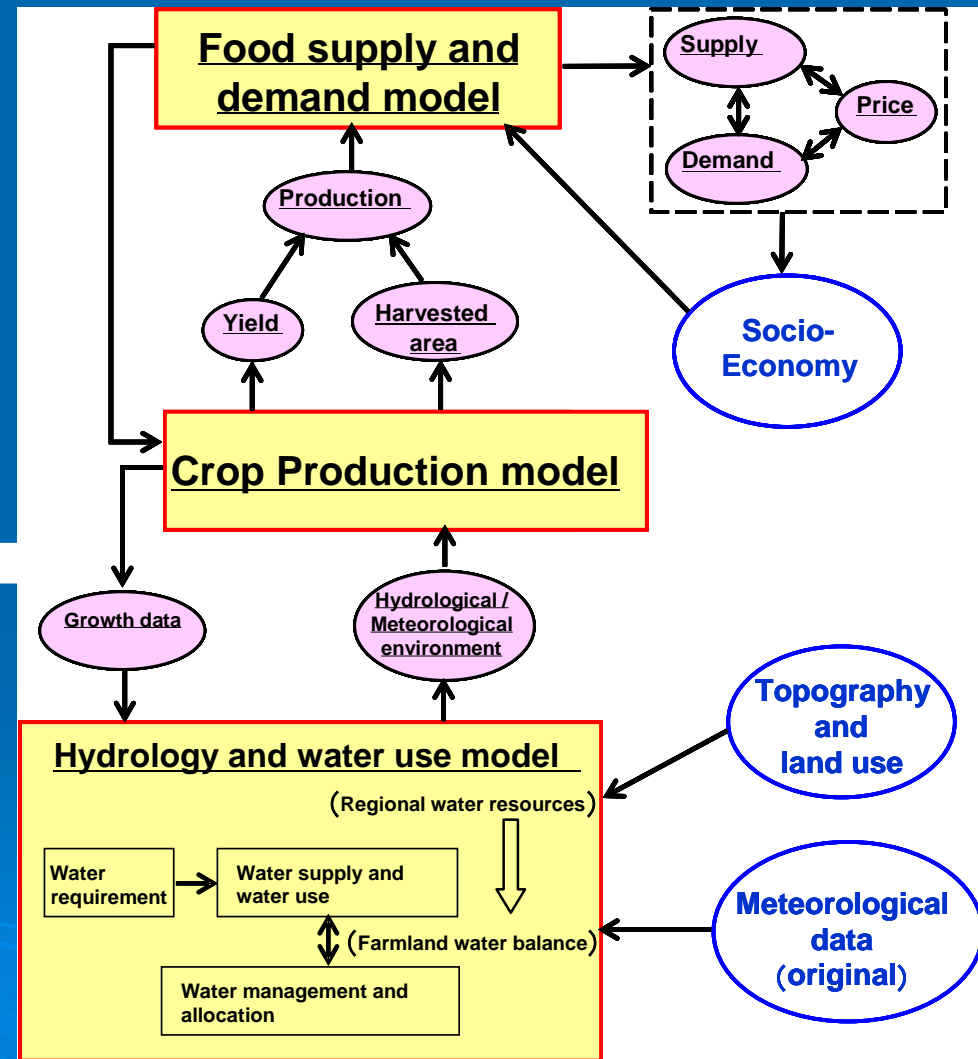 Food supply and
demand model
Supply
Price
Demand
Production
Yield
Harvested
area
Socio-
Economy
Crop Production model
Growth data
Hydrological /
Meteorological
environment
Topography
and
land use
Hydrology and water use model
(Regional water resources)
Water
requirement
Water supply and
water use
(Farmland water balance)
Water management and
allocation
Meteorological
data
(original)